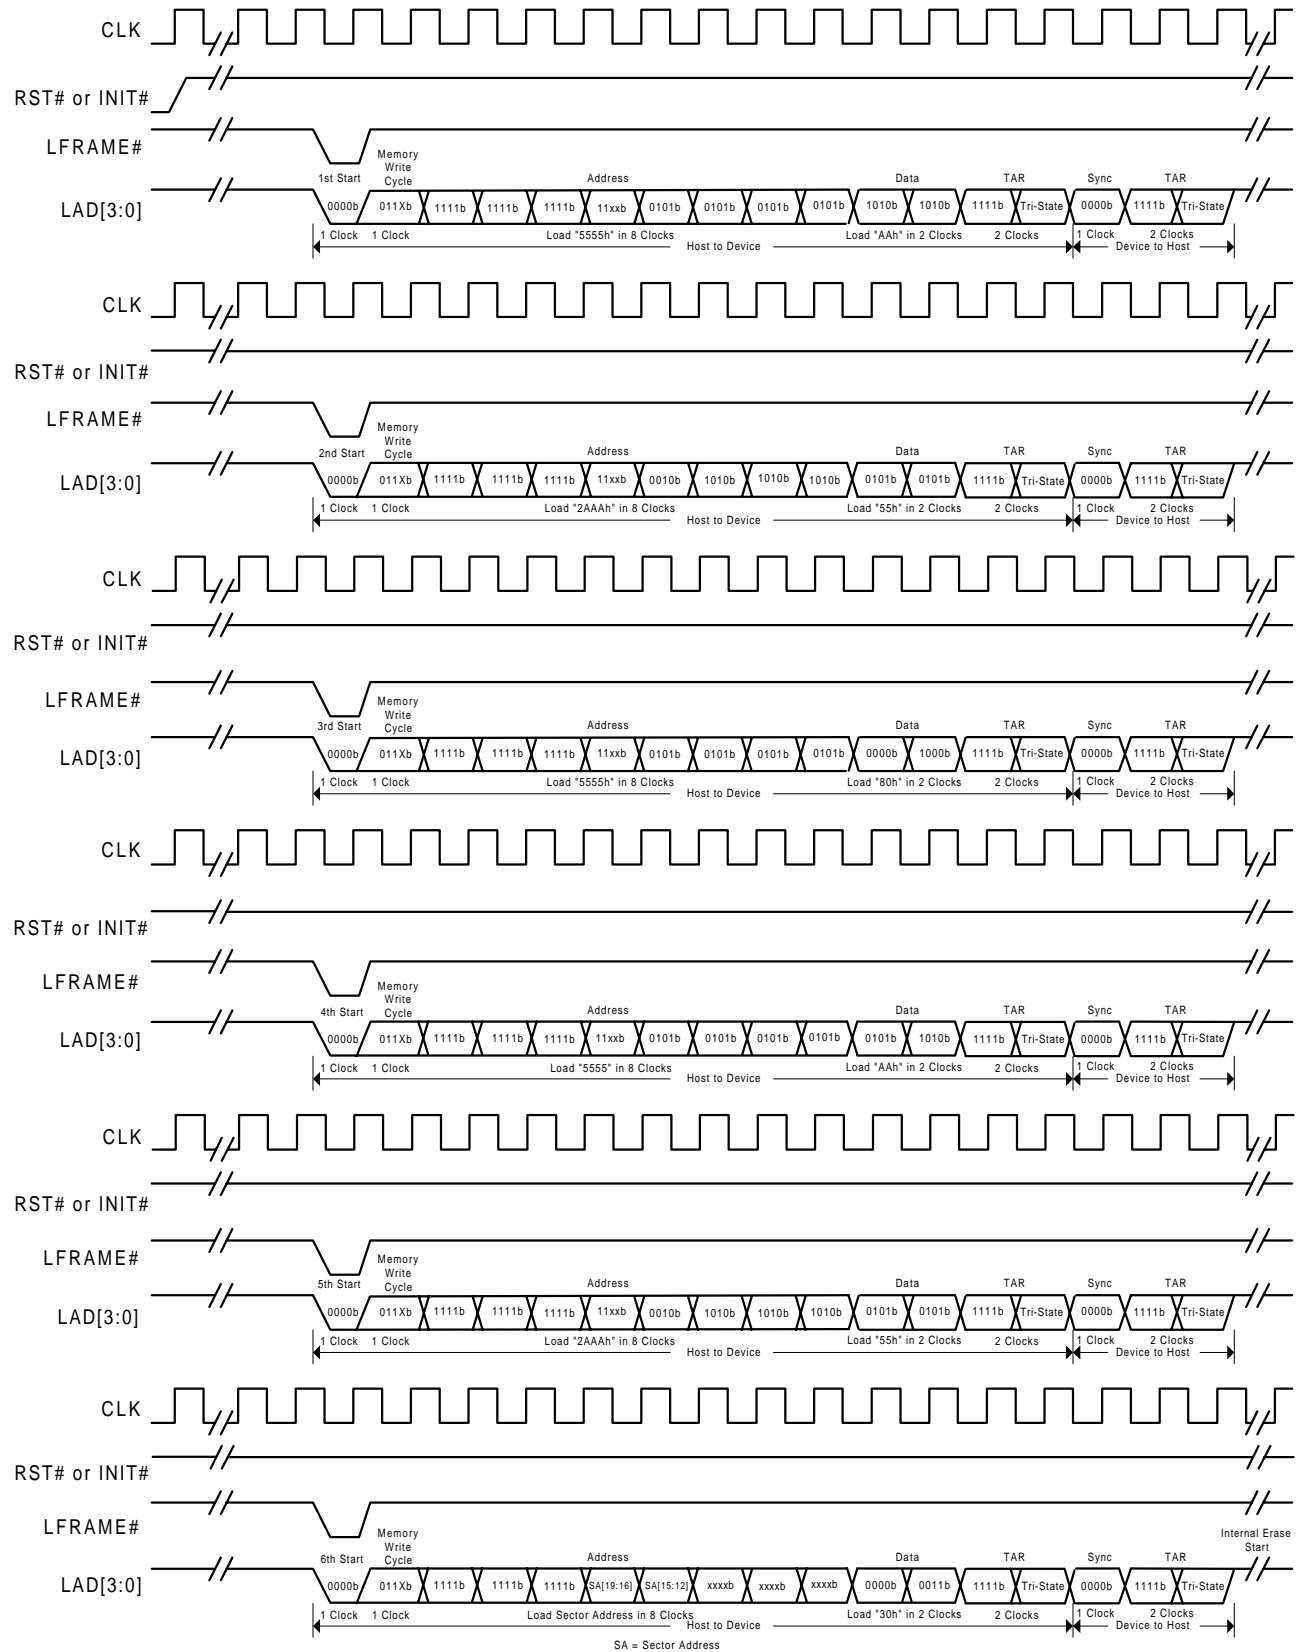 CLK
RST# or INIT#
LFRAME#
Memory
Write
Cycle
1st Start Address Data TAR Sync TAR
LAD[3:0] 0000b 011Xb 1111b 1111b 1111b 11xxb 0101b 0101b 0101b 0101b 1010b 1010b 1111b Tri-State 0000b 1111b Tri-State
1 Clock 1 Clock Load "5555h" in 8 Clocks Load "AAh" in 2 Clocks 2 Clocks 1 Clock 2 Clocks
Host to Device Device to Host
CLK
RST# or INIT#
LFRAME#
Memory
Write
Cycle
2nd Start Address Data TAR Sync TAR
LAD[3:0] 0000b 011Xb 1111b 1111b 1111b 11xxb 0010b 1010b 1010b 1010b 0101b 0101b 1111b Tri-State 0000b 1111b Tri-State
1 Clock 1 Clock Load "2AAAh" in 8 Clocks Load "55h" in 2 Clocks 2 Clocks 1 Clock 2 Clocks
Host to Device Device to Host
CLK
RST# or INIT#
LFRAME#
Memory
Write
Cycle
3rd Start Address Data TAR Sync TAR
LAD[3:0] 0000b 011Xb 1111b 1111b 1111b 11xxb 0101b 0101b 0101b 0101b 0000b 1000b 1111b Tri-State 0000b 1111b Tri-State
1 Clock 1 Clock Load "5555h" in 8 Clocks Load "80h" in 2 Clocks 2 Clocks 1 Clock 2 Clocks
Host to Device Device to Host
CLK
RST# or INIT#
LFRAME#
Memory
Write
Cycle
4th Start Address Data TAR Sync TAR
LAD[3:0] 0000b 011Xb 1111b 1111b 1111b 11xxb 0101b 0101b 0101b 0101b 0101b 1010b 1111b Tri-State 0000b 1111b Tri-State
1 Clock 1 Clock Load "5555" in 8 Clocks Load "AAh" in 2 Clocks 2 Clocks 1 Clock 2 Clocks
Host to Device Device to Host
CLK
RST# or INIT#
LFRAME#
Memory
Write
Cycle
5th Start Address Data TAR Sync TAR
LAD[3:0] 0000b 011Xb 1111b 1111b 1111b 11xxb 0010b 1010b 1010b 1010b 0101b 0101b 1111b Tri-State 0000b 1111b Tri-State
1 Clock 1 Clock Load "2AAAh" in 8 Clocks Load "55h" in 2 Clocks 2 Clocks 1 Clock 2 Clocks
Host to Device Device to Host
CLK
RST# or INIT#
LFRAME#
Memory
Write
Cycle
Internal Erase
Start
6th Start Address Data TAR Sync TAR
LAD[3:0] 0000b 011Xb 1111b 1111b 1111b SA[19:16] SA[15:12] xxxxb xxxxb xxxxb 0000b 0011b 1111b Tri-State 0000b 1111b Tri-State
1 Clock 1 Clock Load Sector Address in 8 Clocks Load "30h" in 2 Clocks 2 Clocks 1 Clock 2 Clocks
Host to Device Device to Host
SA = Sector Address